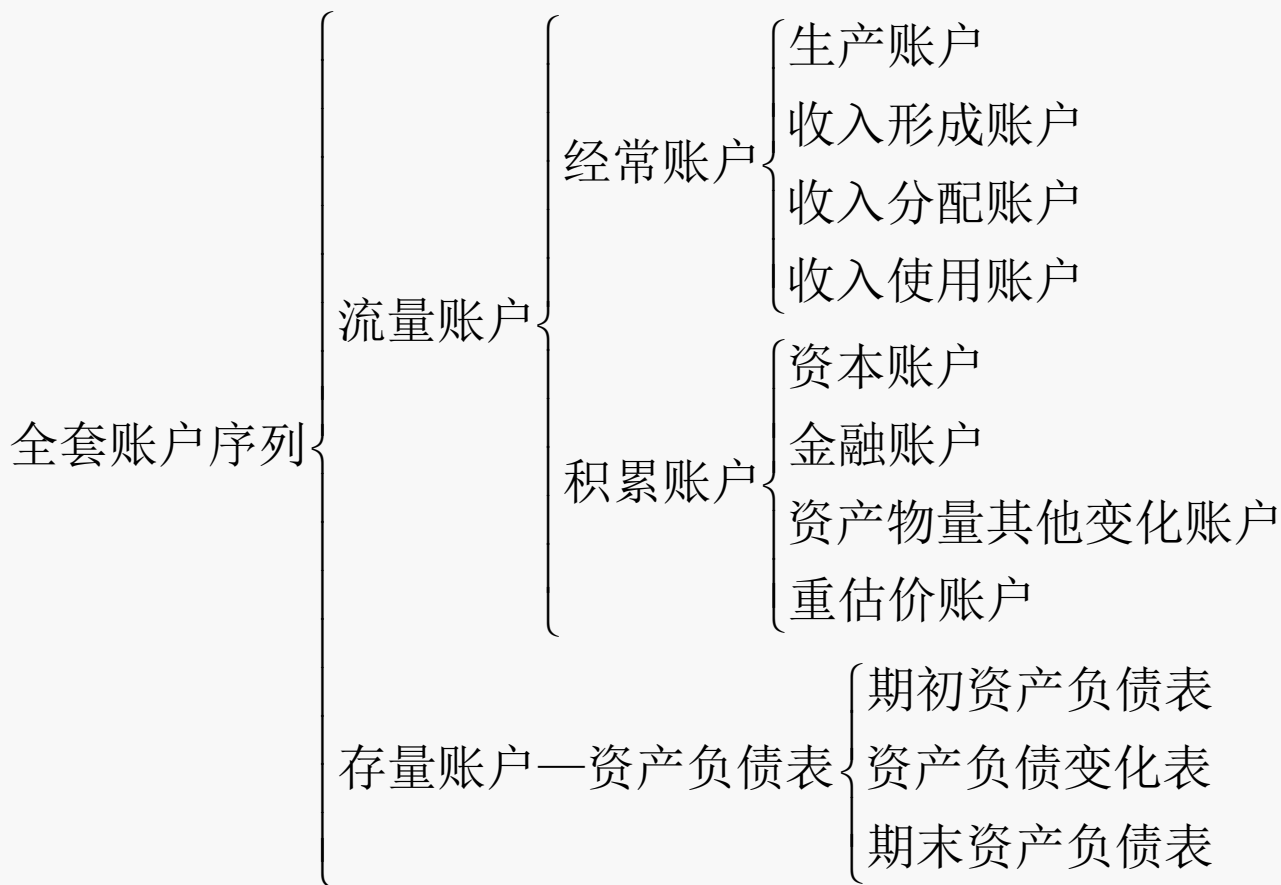 全套账户序列
流量账户
经常账户
生产账户
收入形成账户
收入分配账户
收入使用账户
积累账户
资本账户
金融账户
资产物量其他变化账户
重估价账户
存量账户—资产负债表
期初资产负债表
资产负债变化表
期末资产负债表